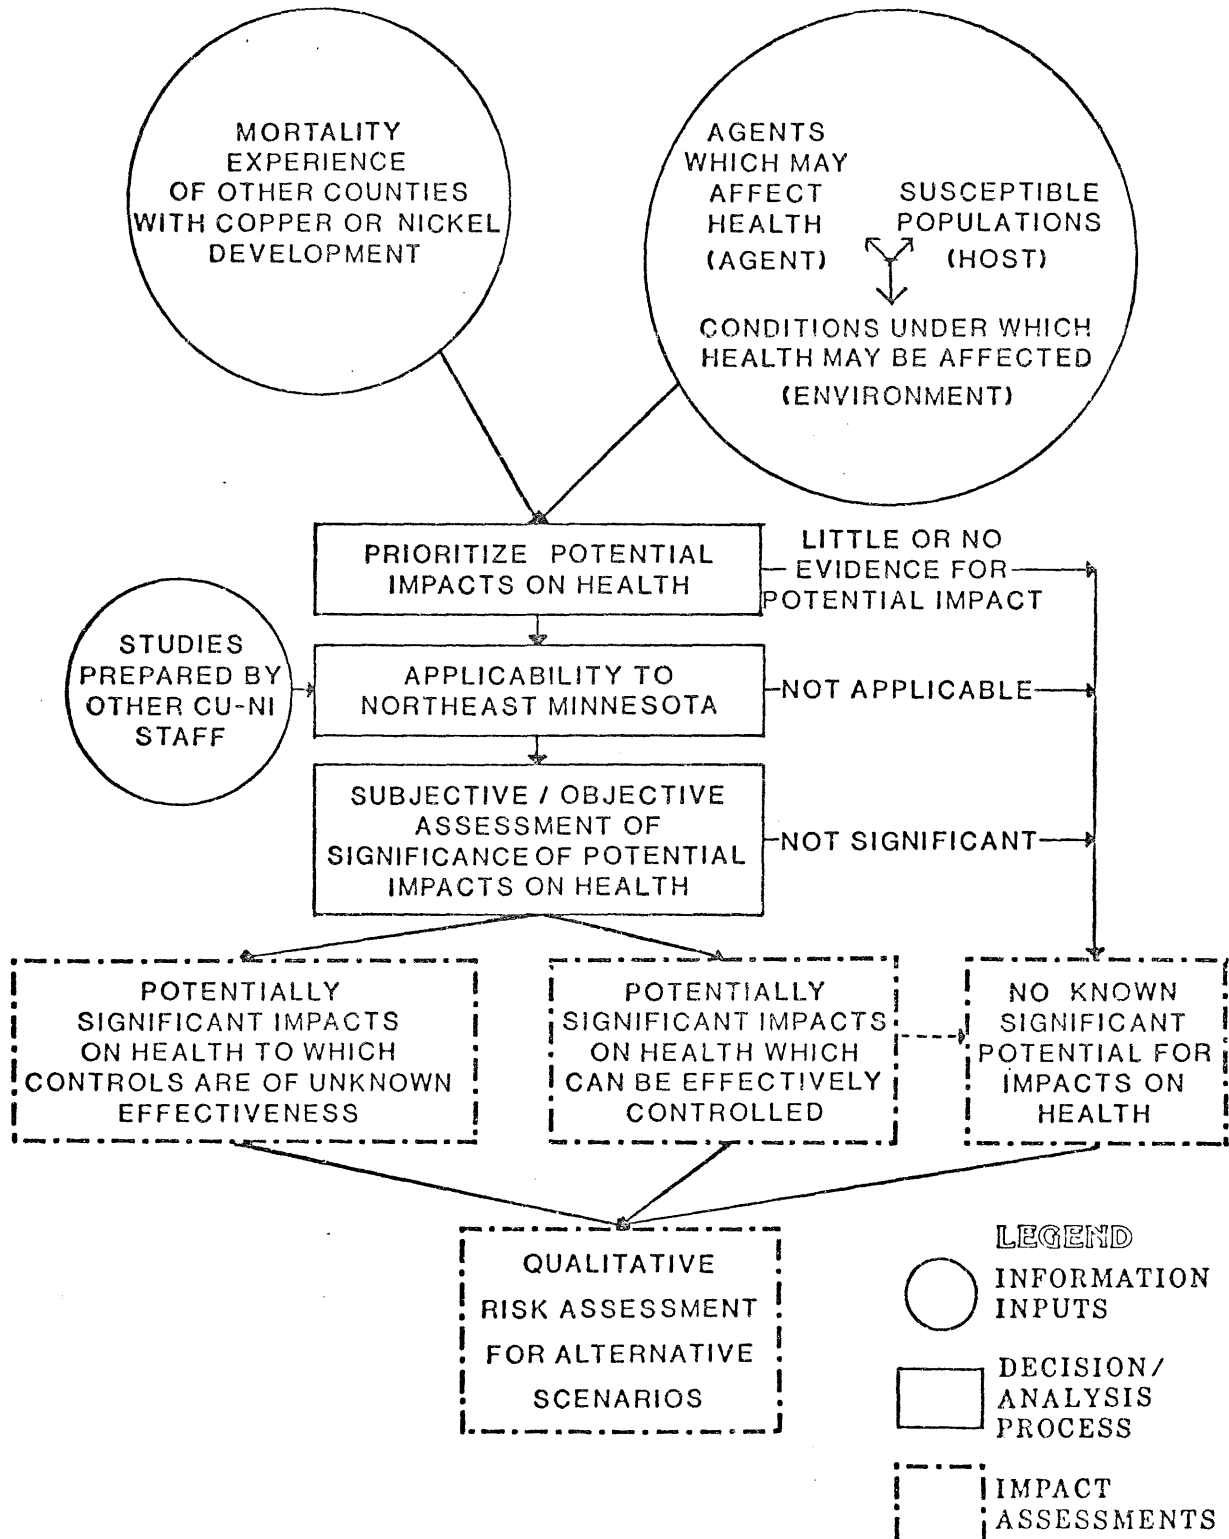 MORTALITY
EXPERIENCE
OF OTHER COUNTIES
WITH COPPER OR NICKEL
DEVELOPMENT
AGENTS
WHICH MAY
AFFECT
HEALTH
(AGENT)
SUSCEPTIBLE
POPULATIONS
(HOST)
CONDITIONS UNDER WHICH
HEALTH MAY BE AFFECTED
(ENVIRONMENT)
PRIORITIZE POTENTIAL
IMPACTS ON HEALTH
LITTLE OR NO
EVIDENCE FOR
POTENTIAL IMPACT
STUDIES
PREPARED BY
OTHER CU-NI
STAFF
APPLICABILITY TO
NORTHEAST MINNESOTA
NOT APPLICABLE
SUBJECTIVE / OBJECTIVE
ASSESSMENT OF
SIGNIFICANCE OF POTENTIAL
IMPACTS ON HEALTH
NOT SIGNIFICANT
POTENTIALLY
SIGNIFICANT IMPACTS
ON HEALTH TO WHICH
CONTROLS ARE OF UNKNOWN
EFFECTIVENESS
POTENTIALLY
SIGNIFICANT IMPACTS
ON HEALTH WHICH
CAN BE EFFECTIVELY
CONTROLLED
NO KNOWN
SIGNIFICANT
POTENTIAL FOR
IMPACTS ON
HEALTH
QUALITATIVE
RISK ASSESSMENT
FOR ALTERNATIVE
SCENARIOS
LEGEND
INFORMATION
INPUTS
DECISION/
ANALYSIS
PROCESS
IMPACT
ASSESSMENTS